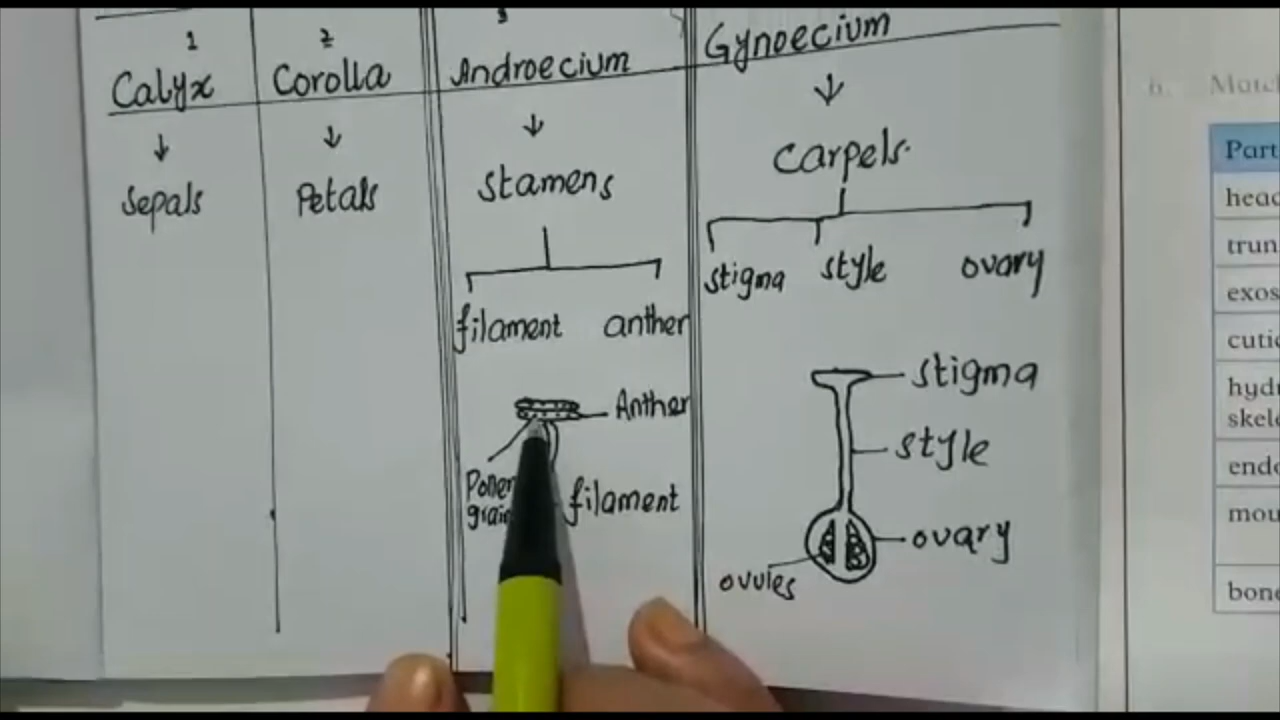 1
Calyx
Sepals
2
Corolla
Petals
3
Androecium
Stamens
filament anther
Anther
filament
Gynoecium
Carpels.
stigma style ovary
stigma
style
ovary
ovules
6.